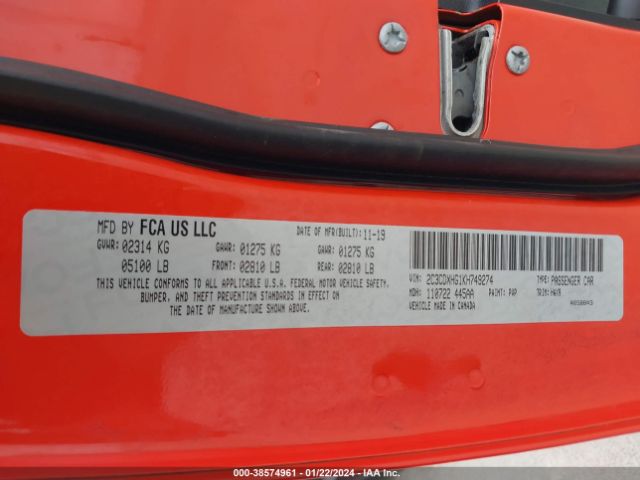 MFD BY FCA US LLC DATE OF MFR(BUILT): 11-19
GVWR: 02314 KG GAWR: 01275 KG GAWR: 01275 KG
05100 LB FRONT: 02810 LB REAR: 02810 LB
THIS VEHICLE CONFORMS TO ALL APPLICABLE U.S.A. FEDERAL MOTOR VEHICLE SAFETY,
BUMPER, AND THEFT PREVENTION STANDARDS IN EFFECT ON
THE DATE OF MANUFACTURE SHOWN ABOVE.
VIN: 2C3CDXHG1KH749274 TYPE: PASSENGER CAR
MDH: 110722 445AA PAINT: PVP TRIM: HAX9
VEHICLE MADE IN CANADA
000-38574961 - 01/22/2024 - IAA Inc.